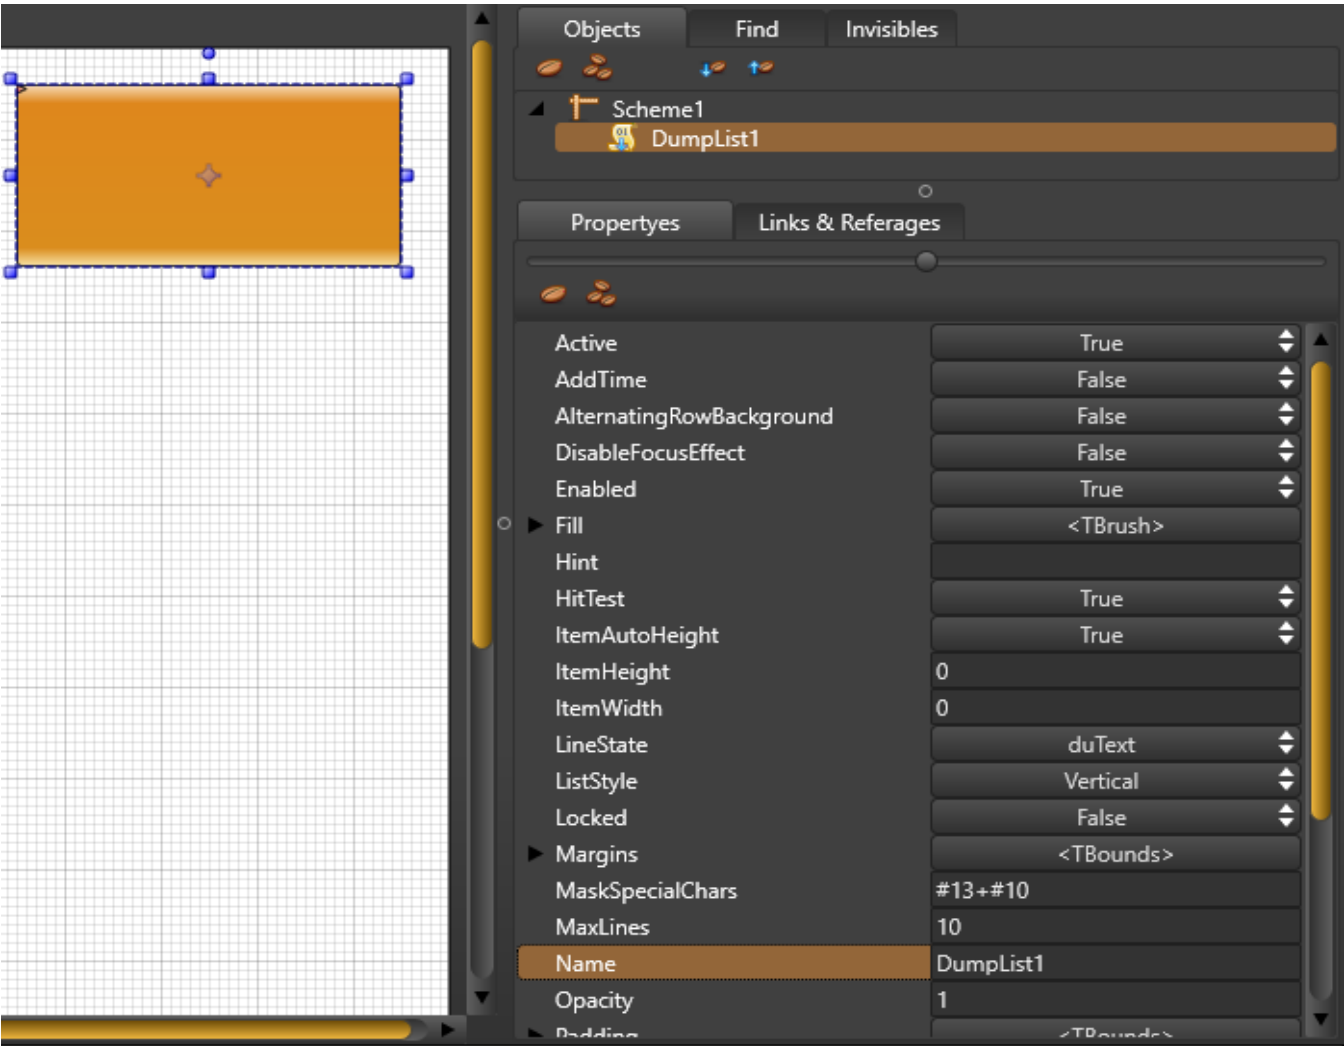 Objects Find Invisibles
Scheme1
DumpList1
Propertyes Links & Referages
Active True
AddTime False
AlternatingRowBackground False
DisableFocusEffect False
Enabled True
Fill <TBrush>
Hint
HitTest True
ItemAutoHeight True
ItemHeight 0
ItemWidth 0
LineState duText
ListStyle Vertical
Locked False
Margins <TBounds>
MaskSpecialChars #13+#10
MaxLines 10
Name DumpList1
Opacity 1
Padding <TBounds>